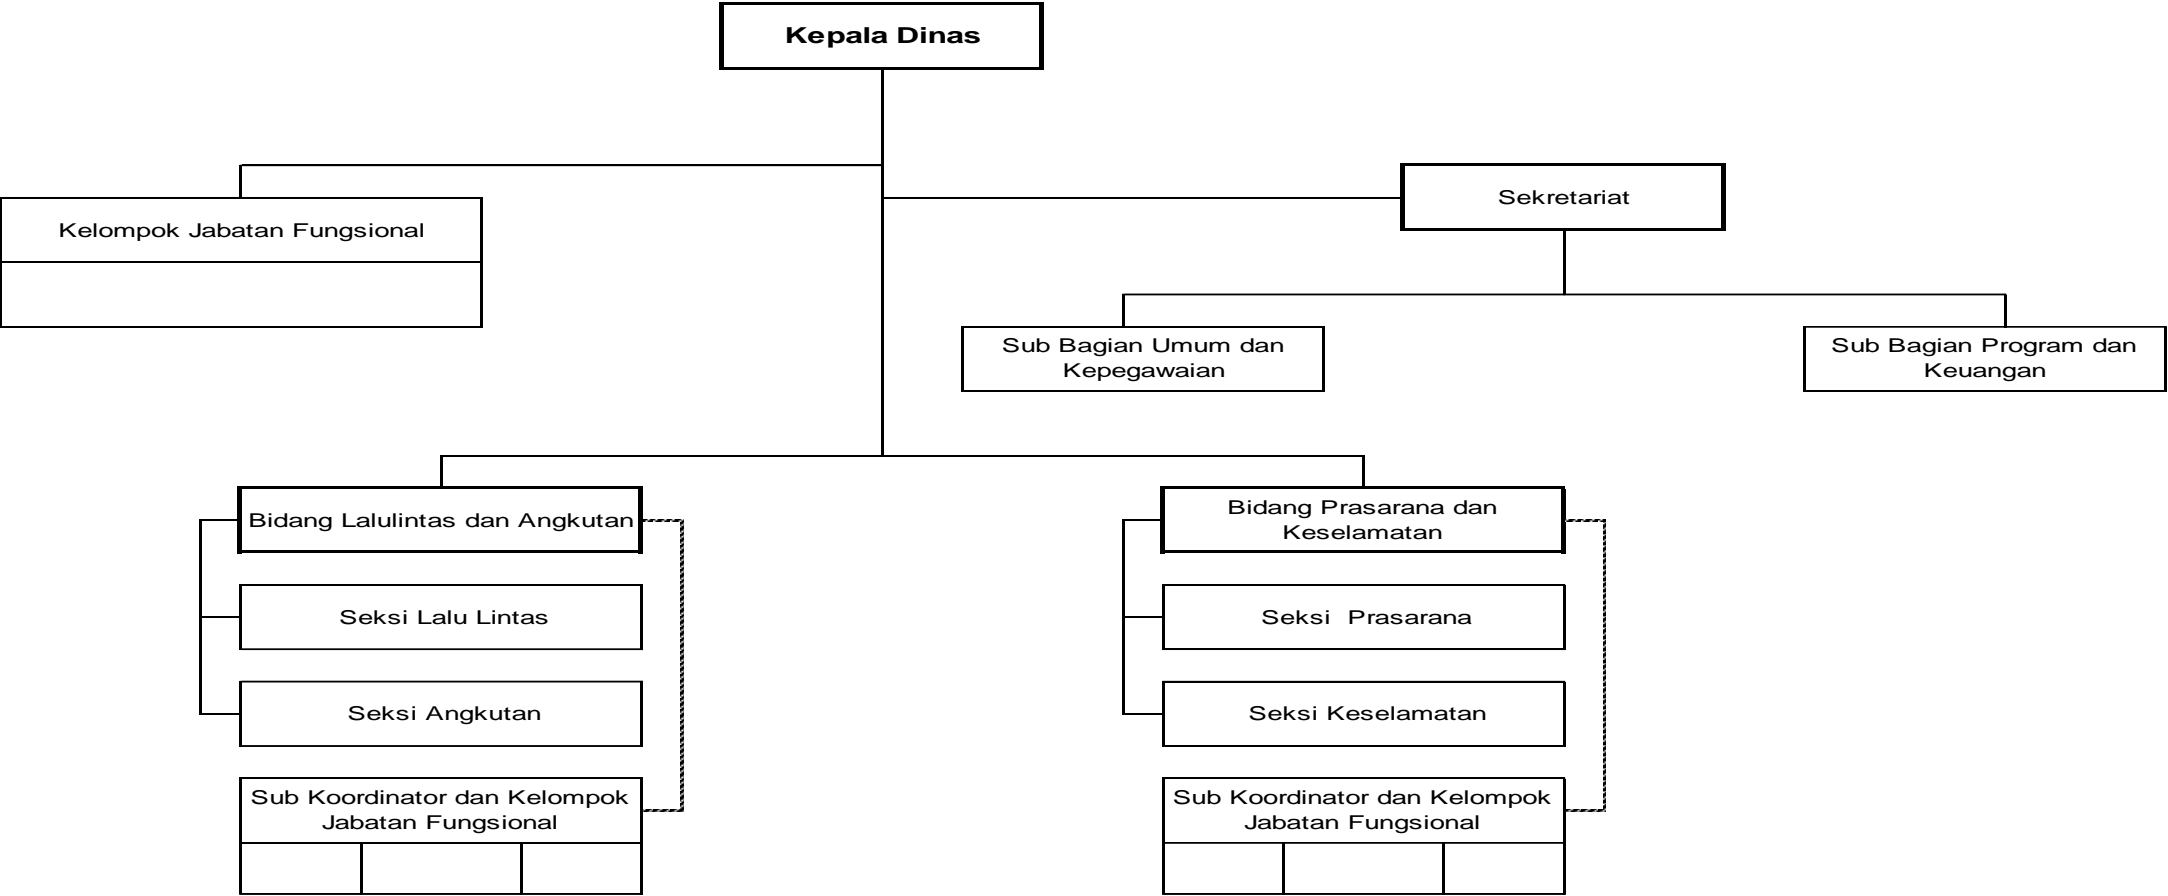 Kepala Dinas
Sekretariat
Kelompok Jabatan Fungsional
Sub Bagian Umum dan
Kepegawaian
Sub Bagian Program dan
Keuangan
Bidang Lalulintas dan Angkutan
Seksi Lalu Lintas
Seksi Angkutan
Sub Koordinator dan Kelompok
Jabatan Fungsional
Bidang Prasarana dan
Keselamatan
Seksi  Prasarana
Seksi Keselamatan
Sub Koordinator dan Kelompok
Jabatan Fungsional